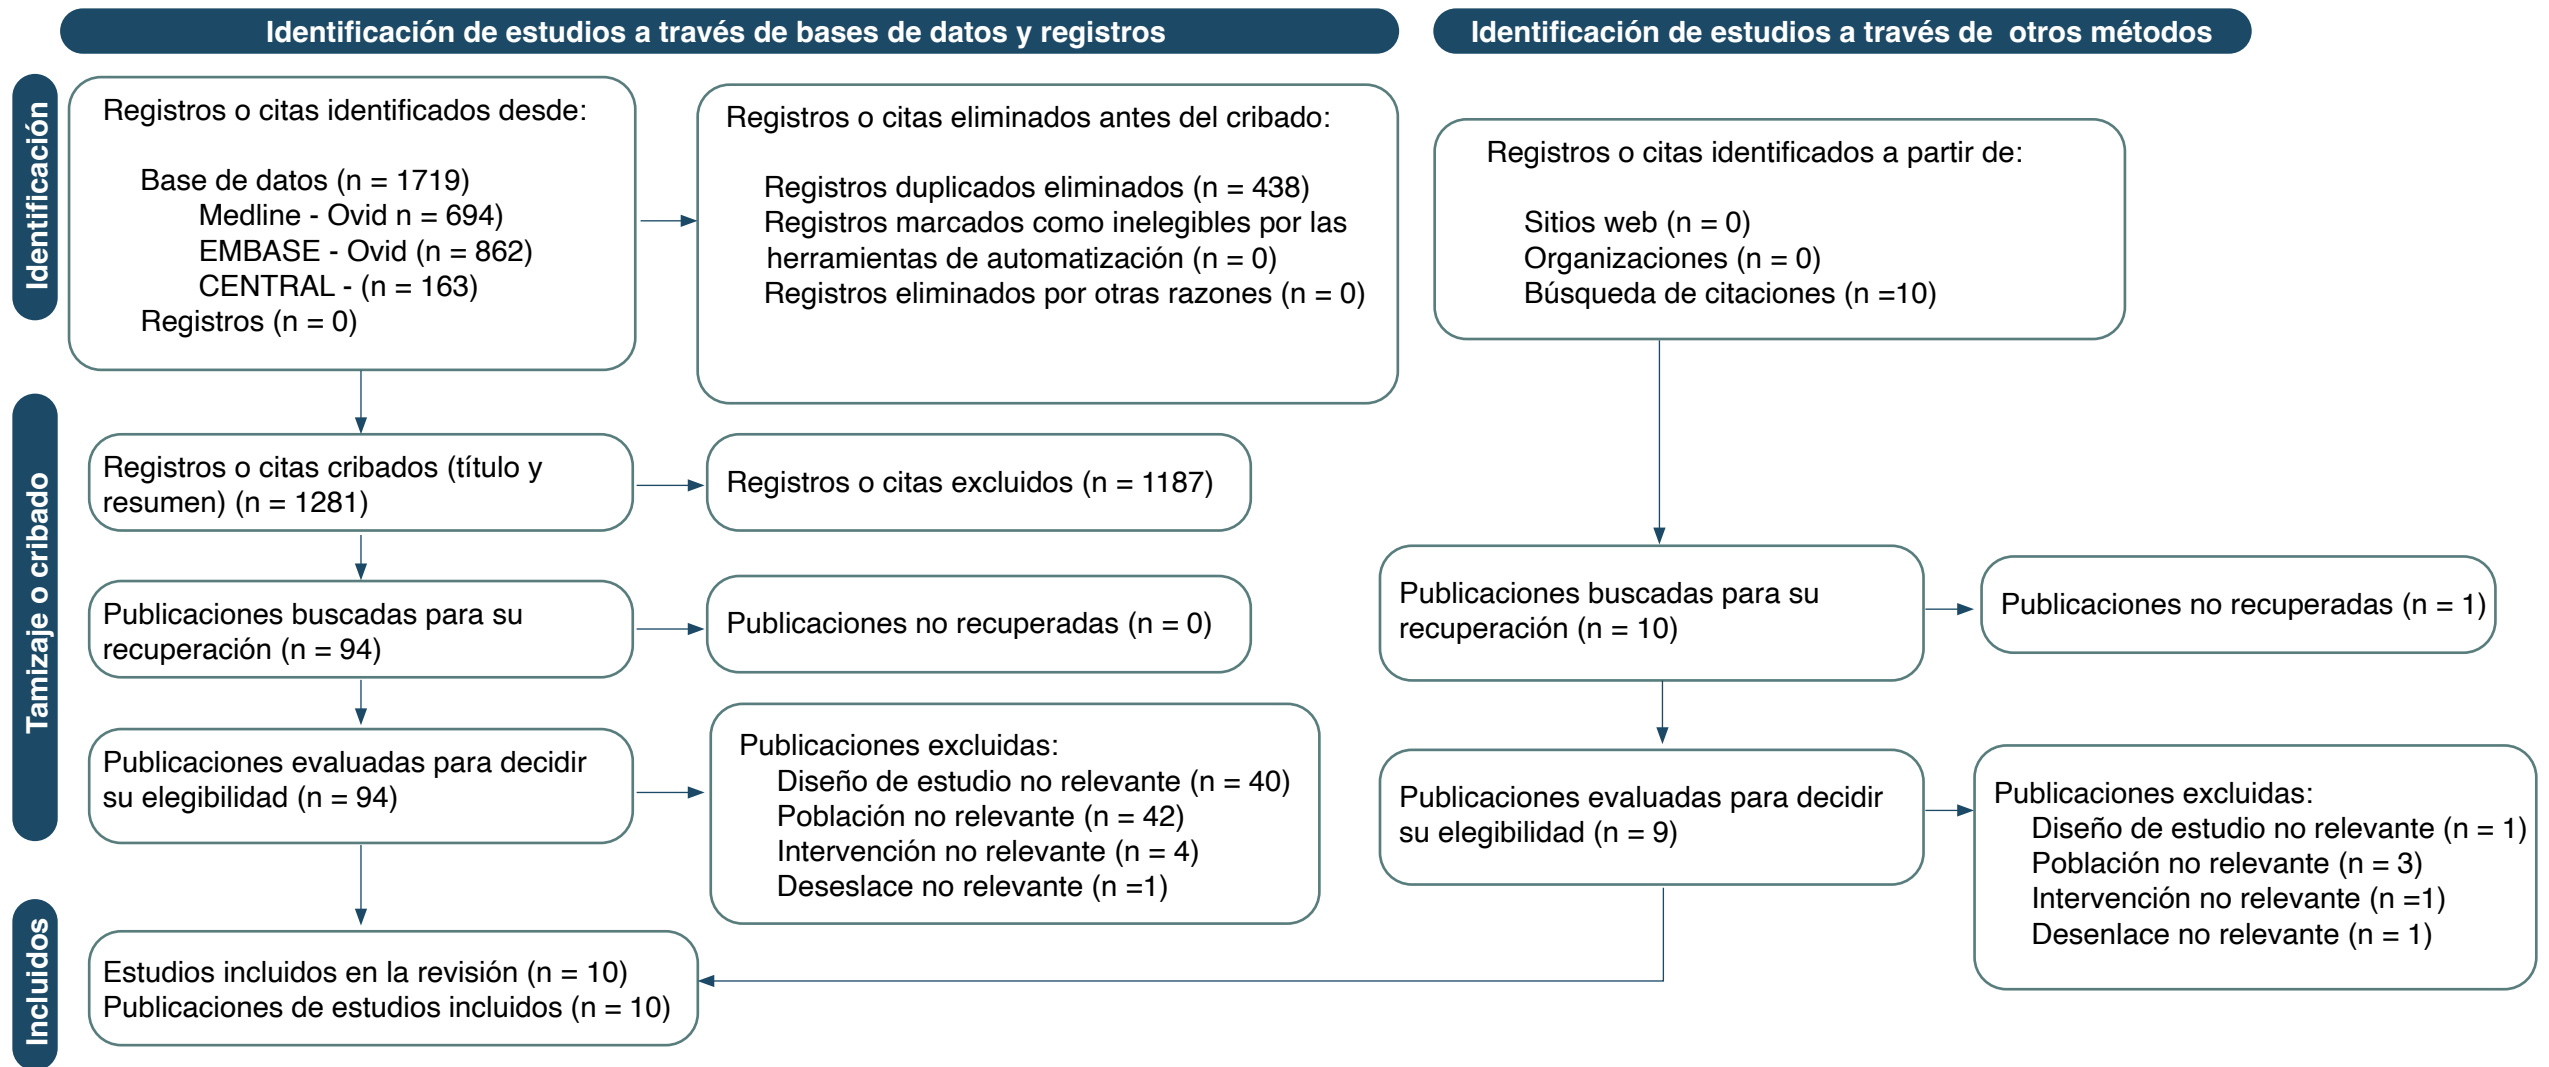 Identificación de estudios a través de bases de datos y registros
Identificación de estudios a través de  otros métodos
Identificación
Registros o citas identificados desde:
Base de datos (n = 1719)
Medline - Ovid n = 694)
EMBASE - Ovid (n = 862)
CENTRAL - (n = 163)
Registros (n = 0)
Registros o citas eliminados antes del cribado:
Registros duplicados eliminados (n = 438)
Registros marcados como inelegibles por las
herramientas de automatización (n = 0)
Registros eliminados por otras razones (n = 0)
Registros o citas identificados a partir de:
Sitios web (n = 0)
Organizaciones (n = 0)
Búsqueda de citaciones (n =10)
Tamizaje o cribado
Registros o citas cribados (título y
resumen) (n = 1281)
Registros o citas excluidos (n = 1187)
Publicaciones buscadas para su
recuperación (n = 94)
Publicaciones no recuperadas (n = 0)
Publicaciones buscadas para su
recuperación (n = 10)
Publicaciones no recuperadas (n = 1)
Publicaciones evaluadas para decidir
su elegibilidad (n = 94)
Publicaciones excluidas:
Diseño de estudio no relevante (n = 40)
Población no relevante (n = 42)
Intervención no relevante (n = 4)
Deseslace no relevante (n =1)
Publicaciones evaluadas para decidir
su elegibilidad (n = 9)
Publicaciones excluidas:
Diseño de estudio no relevante (n = 1)
Población no relevante (n = 3)
Intervención no relevante (n =1)
Desenlace no relevante (n = 1)
Incluidos
Estudios incluidos en la revisión (n = 10)
Publicaciones de estudios incluidos (n = 10)